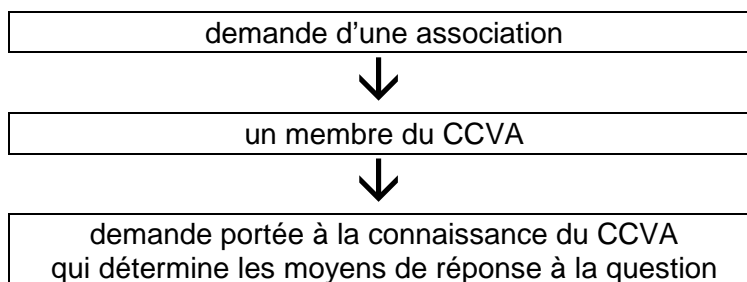 demande d'une association
un membre du CCVA
demande portée à la connaissance du CCVA
qui détermine les moyens de réponse à la question